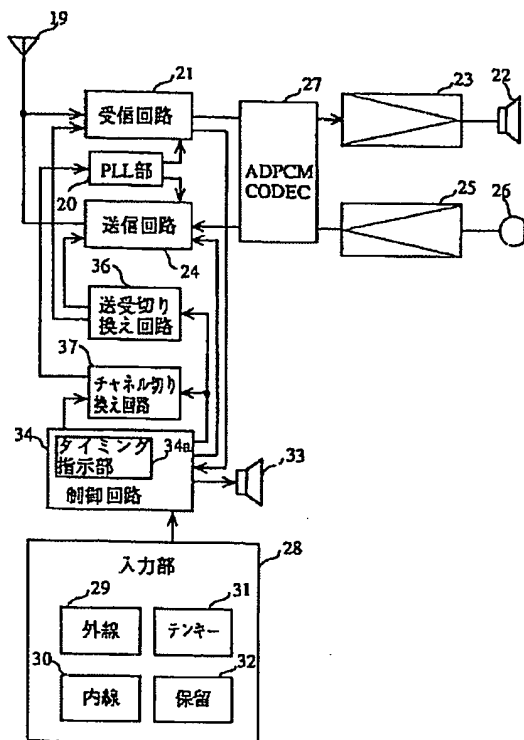 19
21
受信回路
27
23
22
20
PLL部
ADPCM
CODEC
送信回路
24
25
26
36
送受切り
換え回路
37
チャネル切り
換え回路
34
タイミング
指示部
34a
制御回路
33
入力部
28
29
外線
31
テンキー
30
内線
32
保留